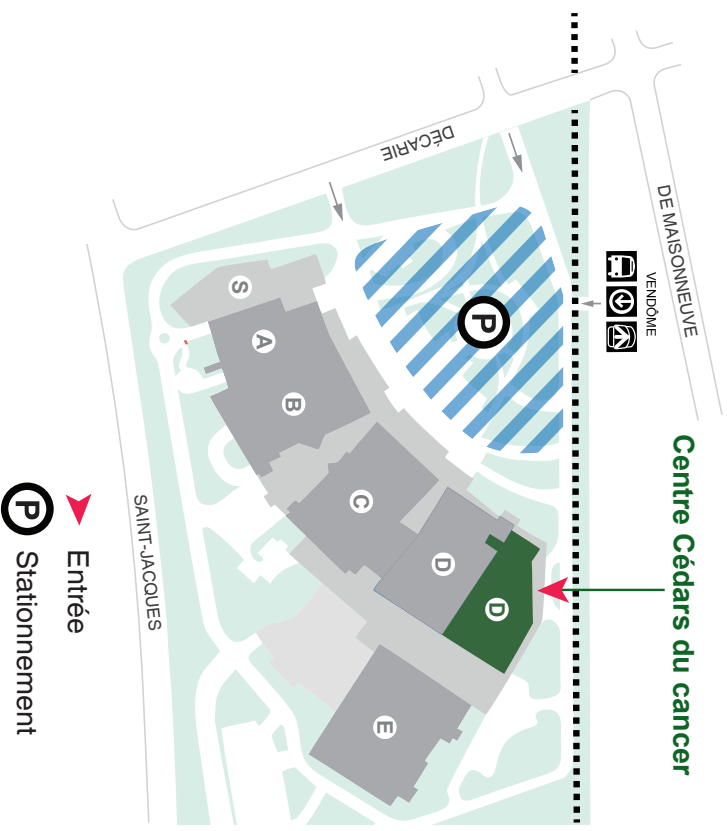 Centre Cédars du cancer
DE MAISONNEUVE
VENDÔME
DÉCARIE
P
S
A
B
C
D
D
E
SAINT-JACQUES
Entrée
P Stationnement